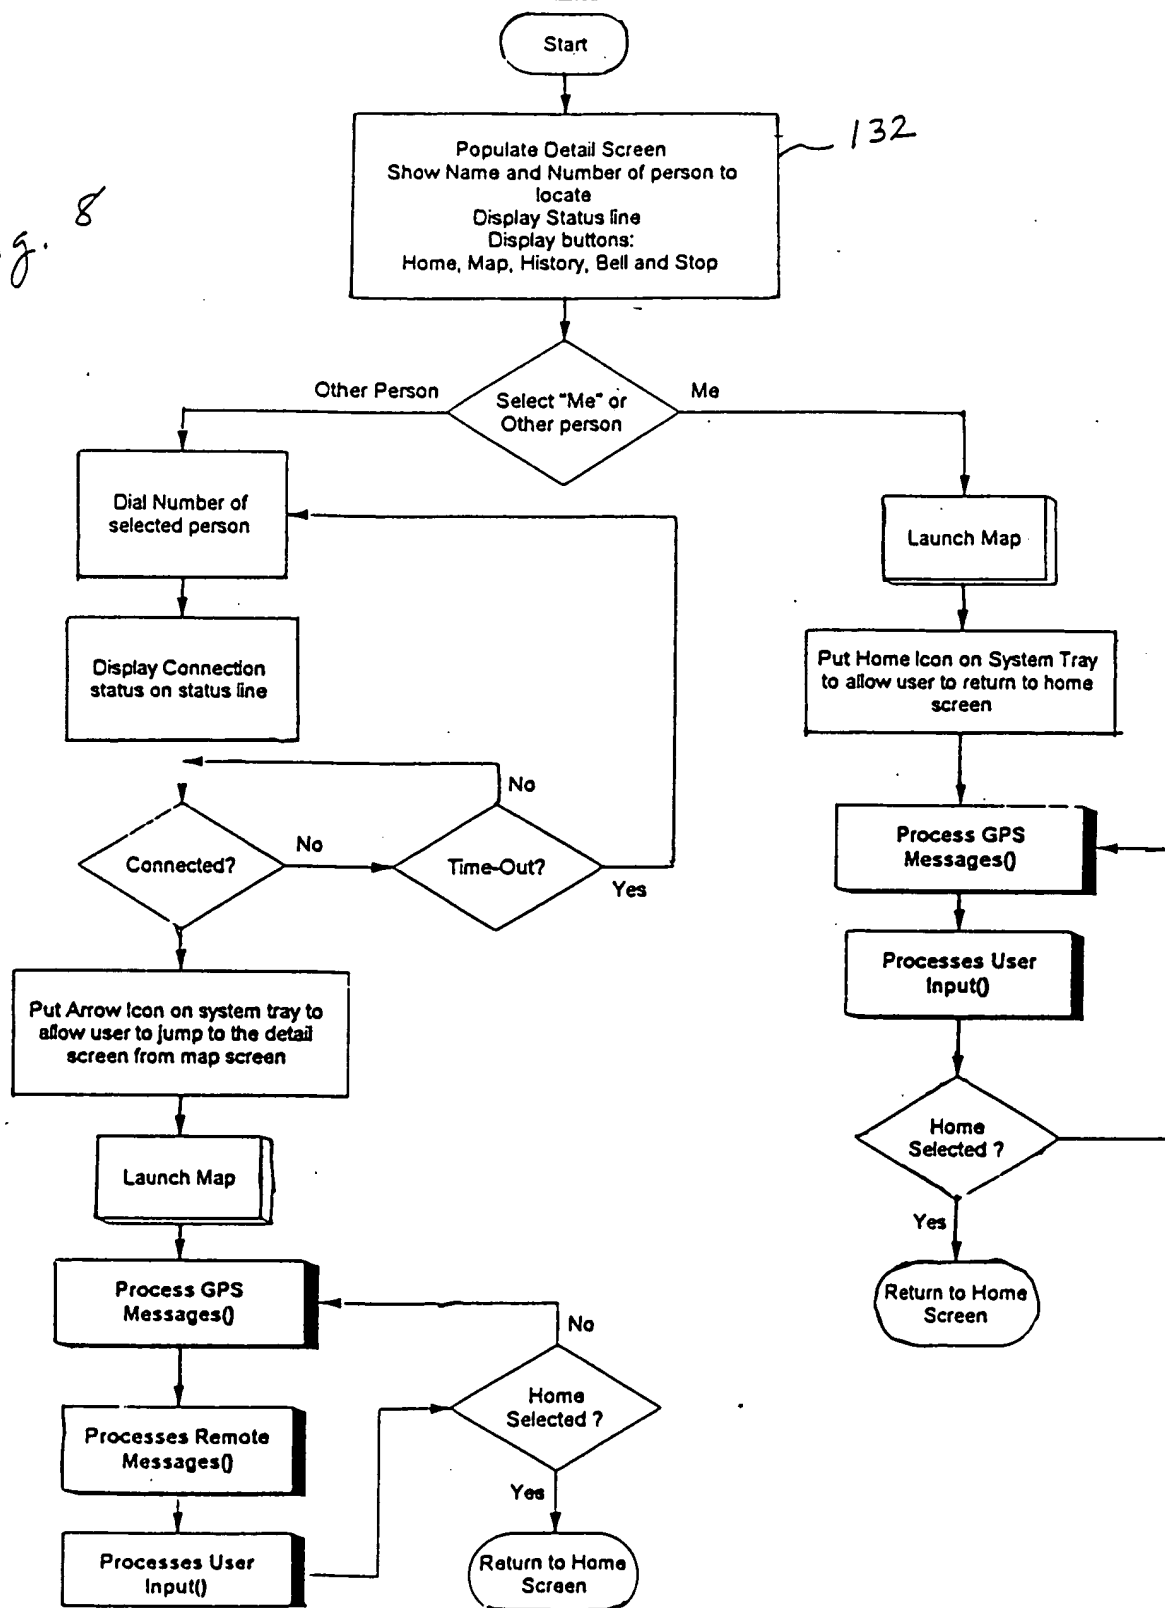 Start
132
g. 8
Populate Detail Screen
Show Name and Number of person to
locate
Display Status line
Display buttons:
Home, Map, History, Bell and Stop
Other Person
Select "Me" or
Other person
Me
Dial Number of
selected person
Display Connection
status on status line
No
Connected?
No
Time-Out?
Yes
Put Arrow Icon on system tray to
allow user to jump to the detail
screen from map screen
Launch Map
Process GPS
Messages()
Processes Remote
Messages()
Processes User
Input()
No
Home
Selected ?
Yes
Return to Home
Screen
Launch Map
Put Home Icon on System Tray
to allow user to return to home
screen
Process GPS
Messages()
Processes User
Input()
Home
Selected ?
Yes
Return to Home
Screen